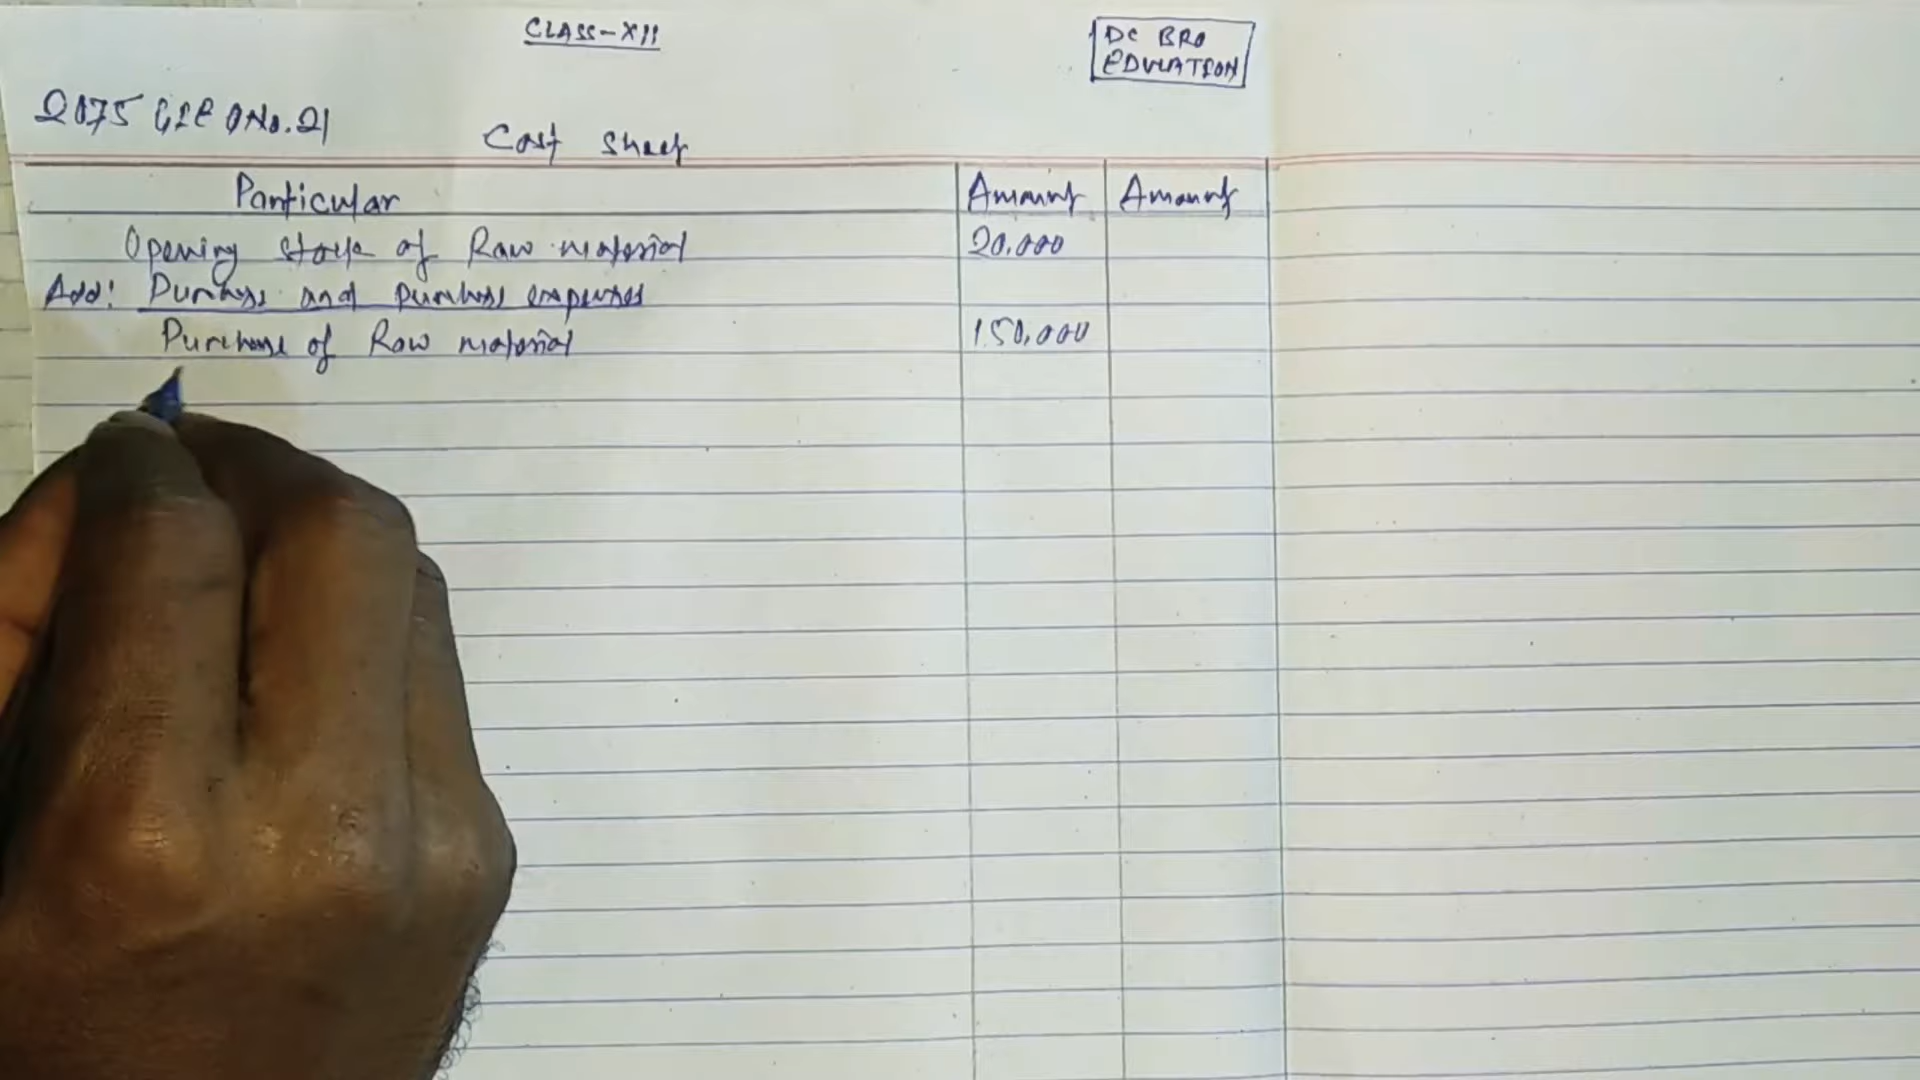 CLASS-XII
DC BRO
EDUCATION
2075 GIE QNo.21
Cost Sheet
Particular Amount Amount
Opening stock of Raw material 20,000
Add: Purchase and purchase expenses
Purchase of Raw material 150,000